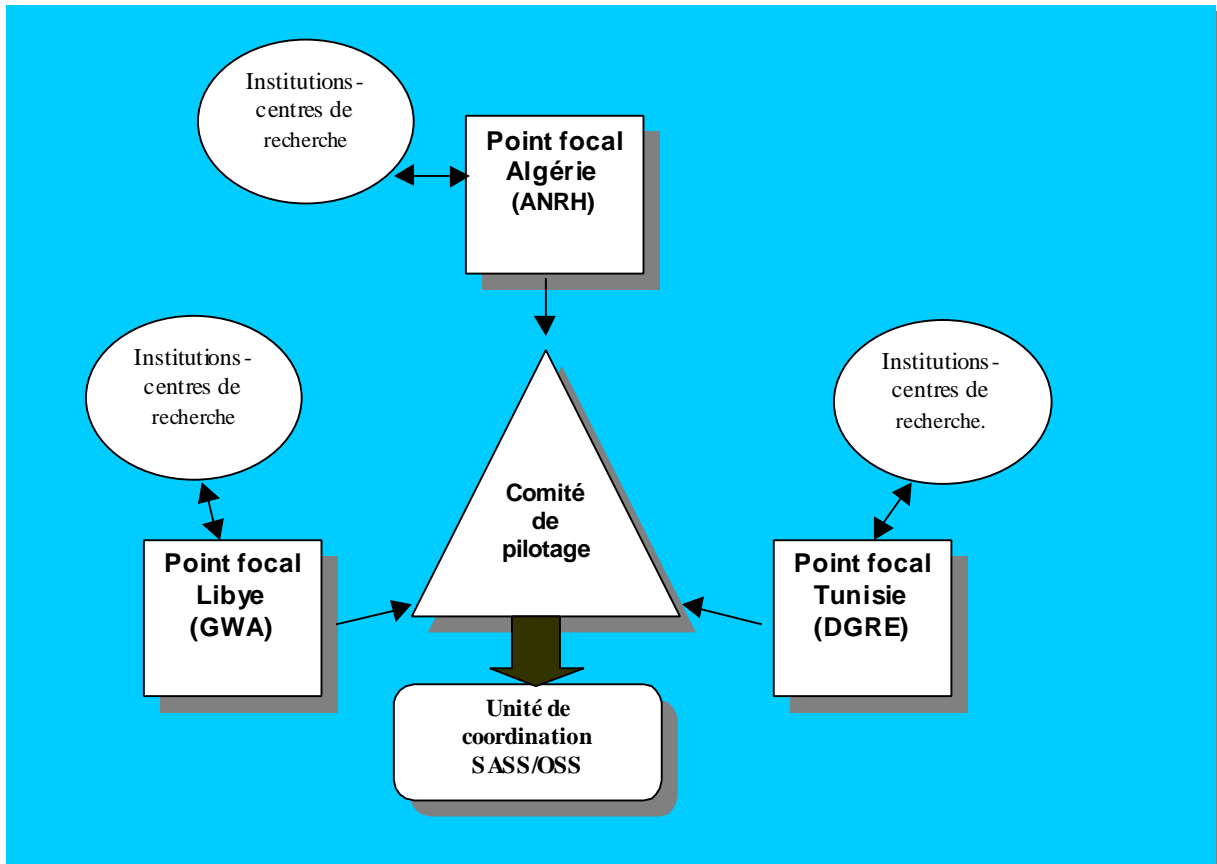 Institutions-
centres de
recherche
Point focal
Algérie
(ANRH)
Institutions-
centres de
recherche
Institutions-
centres de
recherche.
Comité
de
pilotage
Point focal
Libye
(GWA)
Point focal
Tunisie
(DGRE)
Unité de
coordination
SASS/OSS